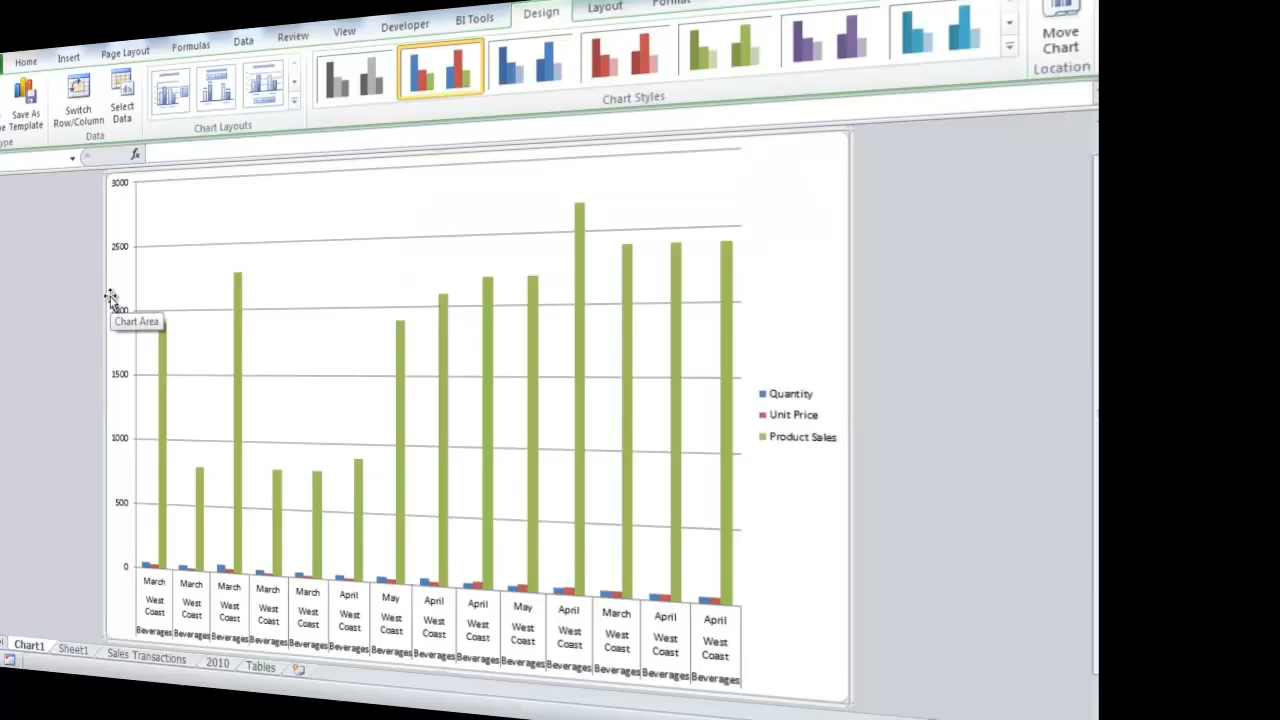 Home Insert Page Layout Formulas Data Review View Developer BI Tools Design Layout Format
Save As
Template
Switch
Row/Column
Select
Data
Move
Chart
Data
Chart Layouts
Chart Styles
Location
fx
3000
2500
1500
1000
500
0
Chart Area
Quantity
Unit Price
Product Sales
March March March March March April May April April May April March April April
West West West West West West West West West West West West West West
Coast Coast Coast Coast Coast Coast Coast Coast Coast Coast Coast Coast Coast Coast
Beverages Beverages Beverages Beverages Beverages Beverages Beverages Beverages Beverages Beverages Beverages Beverages Beverages Beverages
Chart1 Sheet1 Sales Transactions 2010 Tables